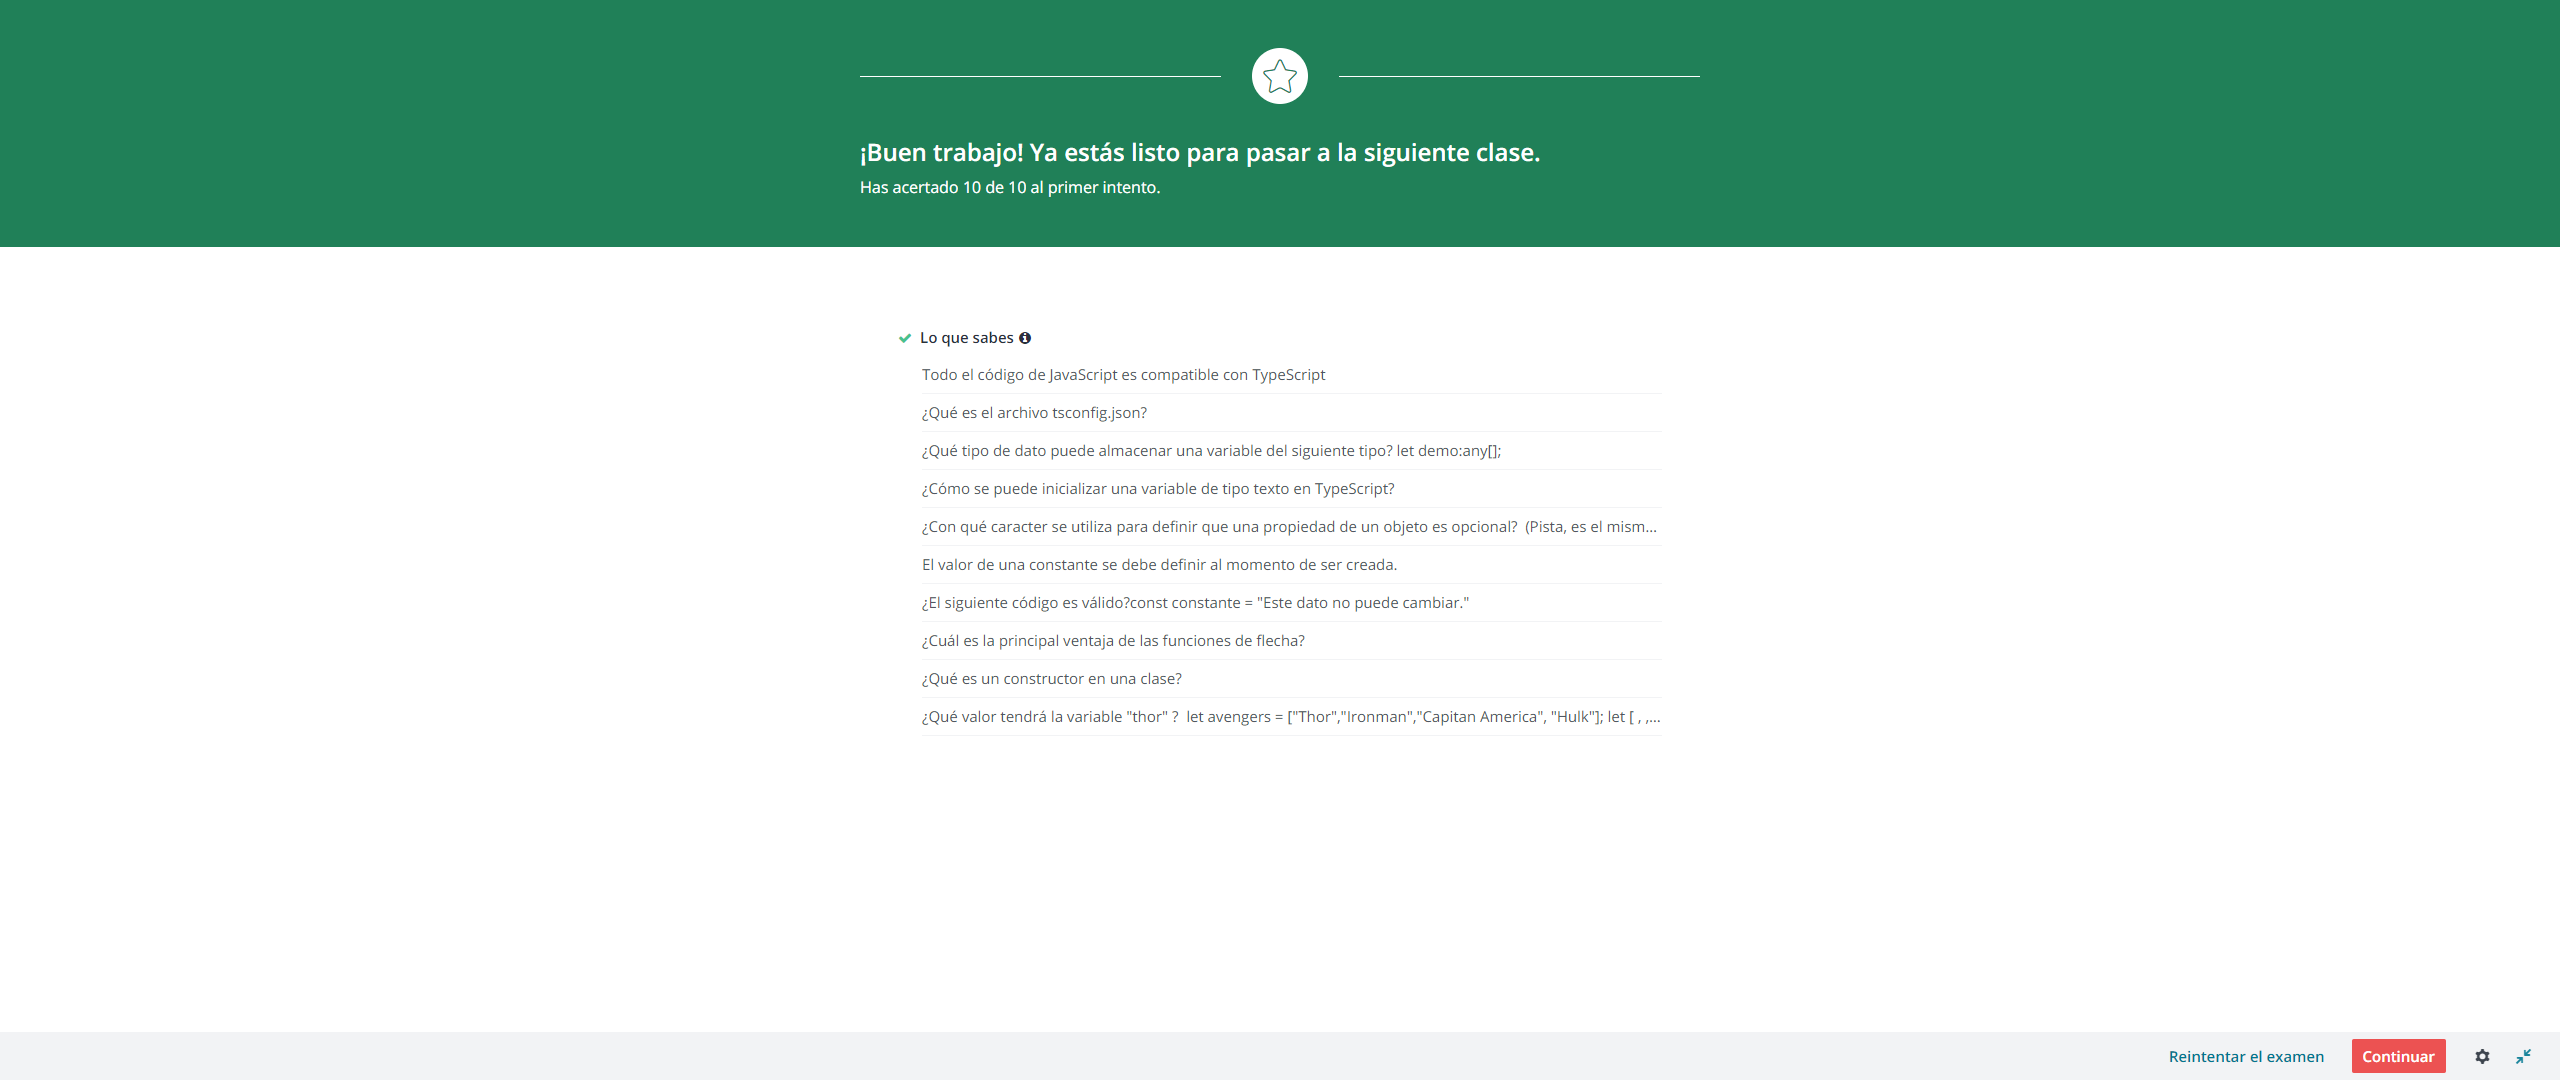 ¡Buen trabajo! Ya estás listo para pasar a la siguiente clase.
Has acertado 10 de 10 al primer intento.
Lo que sabes
Todo el código de JavaScript es compatible con TypeScript
¿Qué es el archivo tsconfig.json?
¿Qué tipo de dato puede almacenar una variable del siguiente tipo? let demo:any[];
¿Cómo se puede inicializar una variable de tipo texto en TypeScript?
¿Con qué caracter se utiliza para definir que una propiedad de un objeto es opcional?  (Pista, es el mism...
El valor de una constante se debe definir al momento de ser creada.
¿El siguiente código es válido?const constante = "Este dato no puede cambiar."
¿Cuál es la principal ventaja de las funciones de flecha?
¿Qué es un constructor en una clase?
¿Qué valor tendrá la variable "thor" ?  let avengers = ["Thor","Ironman","Capitan America", "Hulk"]; let [ , ,...
Reintentar el examen
Continuar